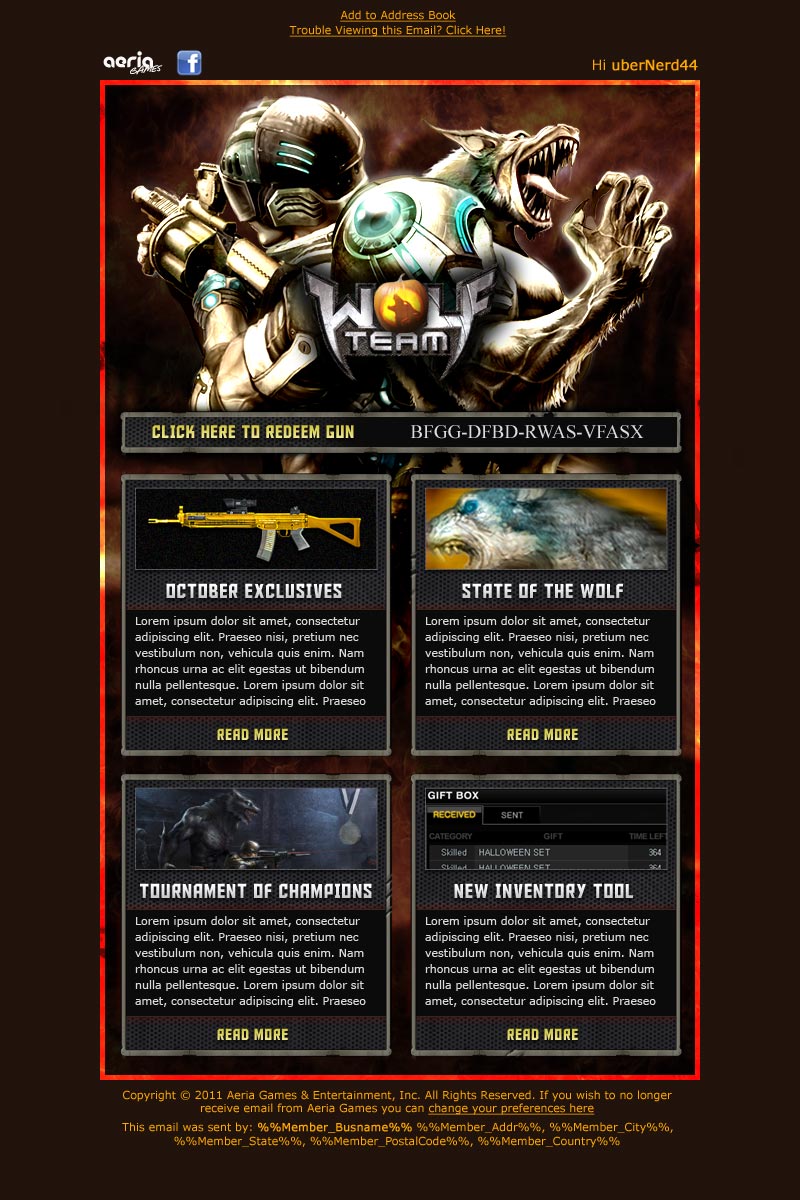 Add to Address Book
Trouble Viewing this Email? Click Here!
aeria GAMES
f
Hi uberNerd44
WOLF
TEAM
CLICK HERE TO REDEEM GUN
BFGG-DFBD-RWAS-VFASX
OCTOBER EXCLUSIVES
Lorem ipsum dolor sit amet, consectetur
adipiscing elit. Praeseo nisi, pretium nec
vestibulum non, vehicula quis enim. Nam
rhoncus urna ac elit egestas ut bibendum
nulla pellentesque. Lorem ipsum dolor sit
amet, consectetur adipiscing elit. Praeseo
READ MORE
STATE OF THE WOLF
Lorem ipsum dolor sit amet, consectetur
adipiscing elit. Praeseo nisi, pretium nec
vestibulum non, vehicula quis enim. Nam
rhoncus urna ac elit egestas ut bibendum
nulla pellentesque. Lorem ipsum dolor sit
amet, consectetur adipiscing elit. Praeseo
READ MORE
TOURNAMENT OF CHAMPIONS
Lorem ipsum dolor sit amet, consectetur
adipiscing elit. Praeseo nisi, pretium nec
vestibulum non, vehicula quis enim. Nam
rhoncus urna ac elit egestas ut bibendum
nulla pellentesque. Lorem ipsum dolor sit
amet, consectetur adipiscing elit. Praeseo
READ MORE
GIFT BOX
RECEIVED SENT
CATEGORY GIFT TIME LEFT
Skilled HALLOWEEN SET 364
Skilled HALLOWEEN SET 364
NEW INVENTORY TOOL
Lorem ipsum dolor sit amet, consectetur
adipiscing elit. Praeseo nisi, pretium nec
vestibulum non, vehicula quis enim. Nam
rhoncus urna ac elit egestas ut bibendum
nulla pellentesque. Lorem ipsum dolor sit
amet, consectetur adipiscing elit. Praeseo
READ MORE
Copyright © 2011 Aeria Games & Entertainment, Inc. All Rights Reserved. If you wish to no longer
receive email from Aeria Games you can change your preferences here
This email was sent by: %%Member_Busname%% %%Member_Addr%%, %%Member_City%%,
%%Member_State%%, %%Member_PostalCode%%, %%Member_Country%%